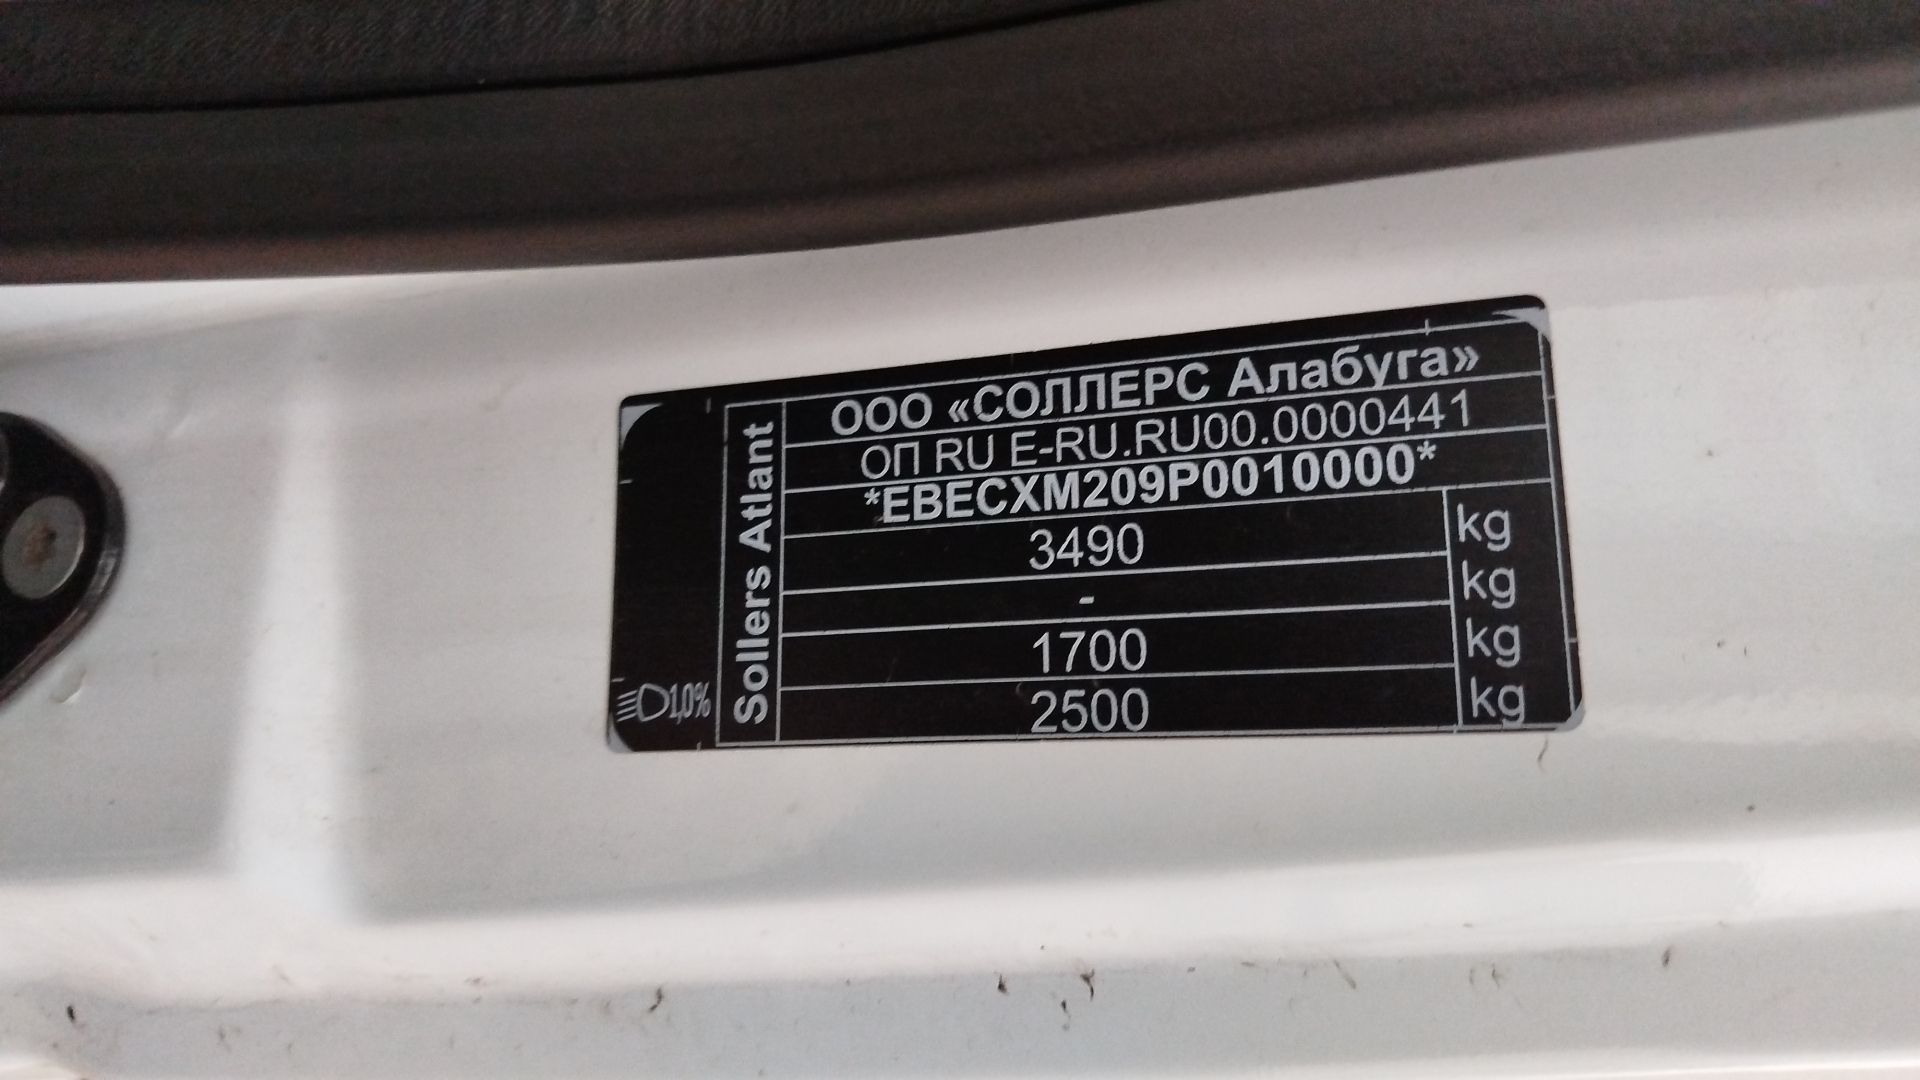 ООО «СОЛЛЕРС Алабуга»
ОП RU E-RU.RU00.0000441
*EBECXM209P0010000*
3490 kg
- kg
1700 kg
2500 kg
Sollers Atlant
1,0%